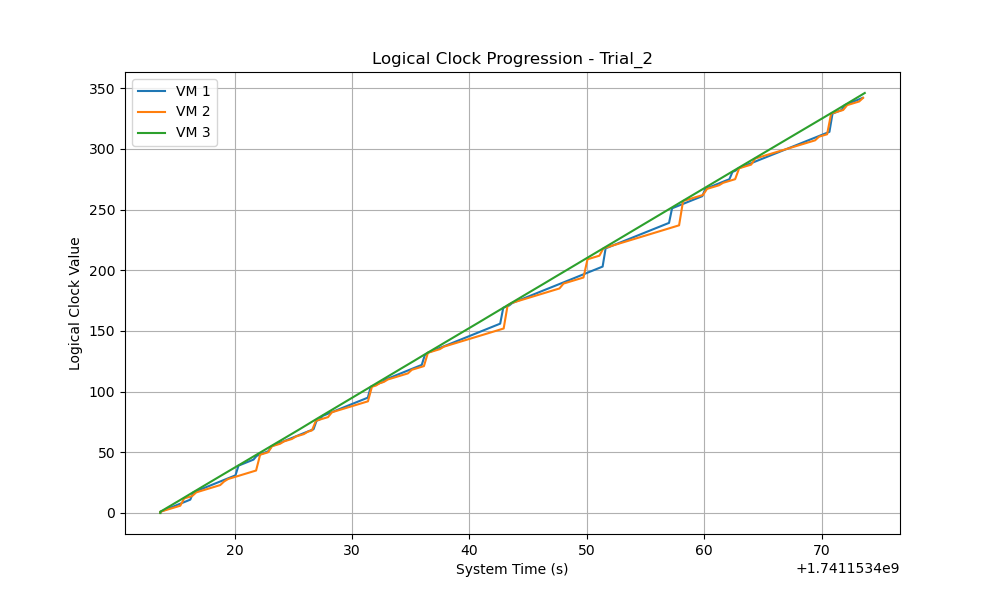 Logical Clock Progression - Trial_2
VM 1
VM 2
VM 3
Logical Clock Value
350
300
250
200
150
100
50
0
20 30 40 50 60 70
System Time (s)
+1.7411534e9